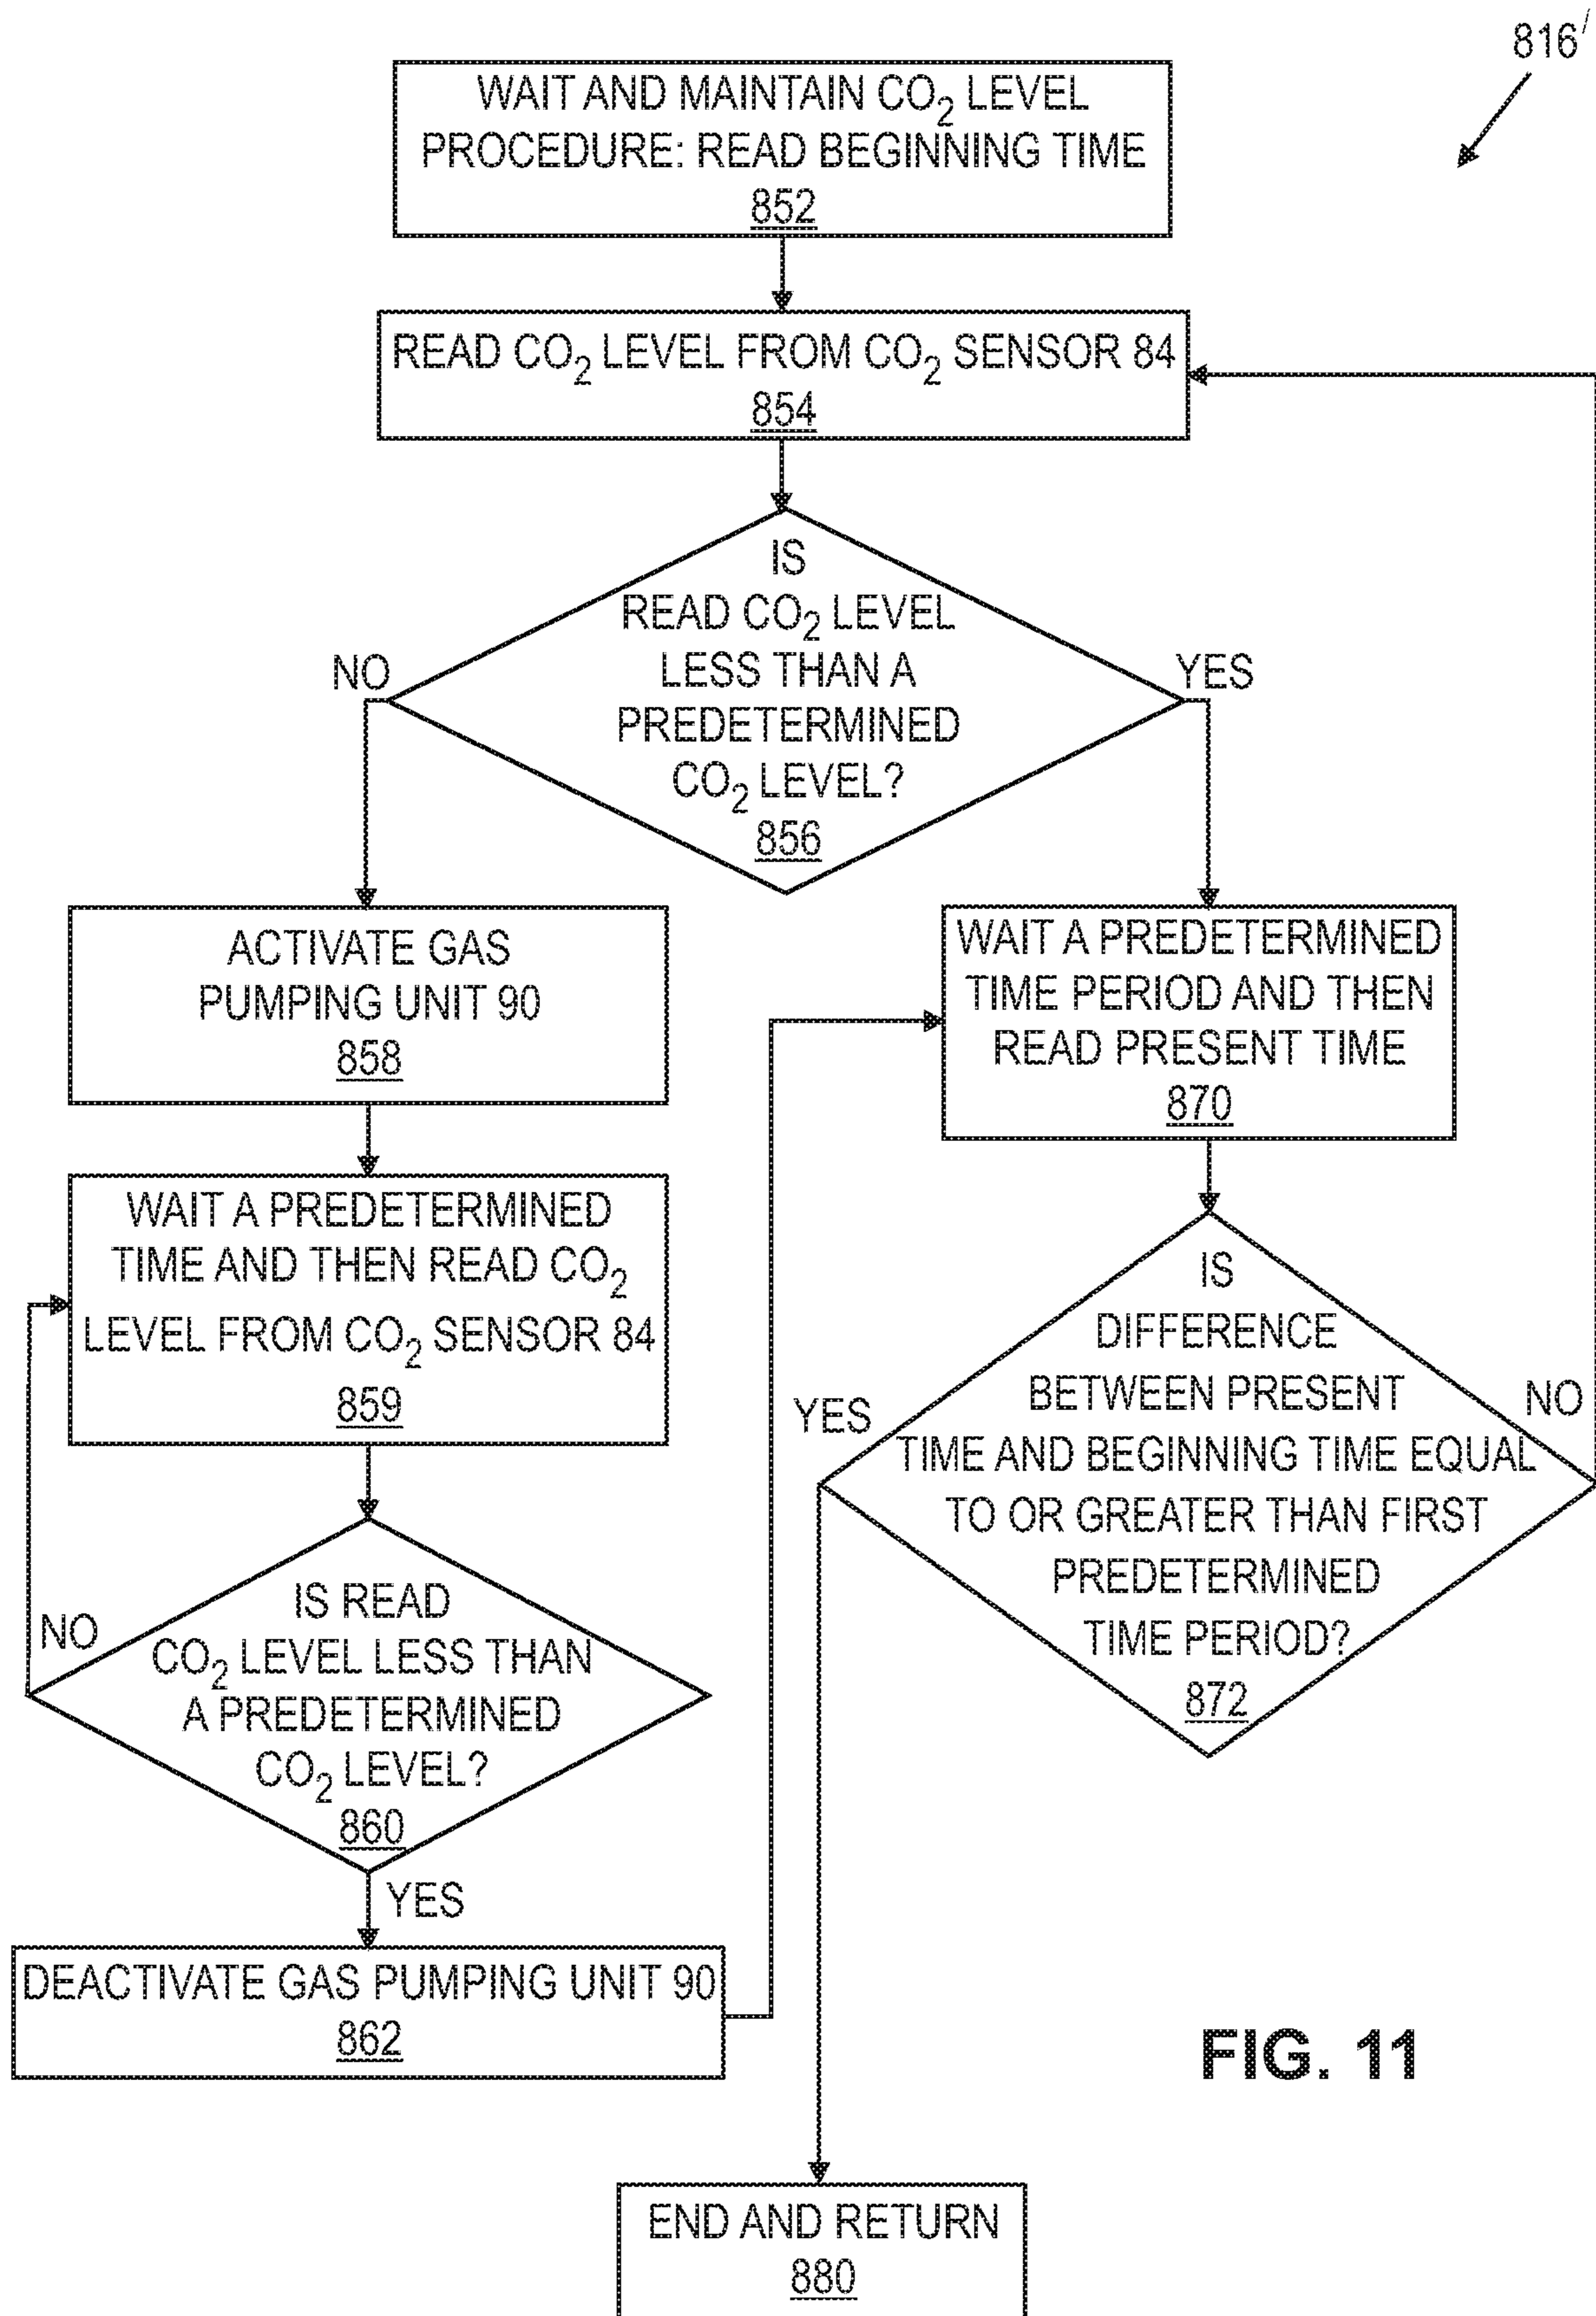 816'
WAIT AND MAINTAIN CO₂ LEVEL
PROCEDURE: READ BEGINNING TIME
852
READ CO₂ LEVEL FROM CO₂ SENSOR 84
854
IS
READ CO₂ LEVEL
LESS THAN A
PREDETERMINED
CO₂ LEVEL?
856
NO
YES
ACTIVATE GAS
PUMPING UNIT 90
858
WAIT A PREDETERMINED
TIME AND THEN READ CO₂
LEVEL FROM CO₂ SENSOR 84
859
IS READ
CO₂ LEVEL LESS THAN
A PREDETERMINED
CO₂ LEVEL?
860
NO
YES
DEACTIVATE GAS PUMPING UNIT 90
862
WAIT A PREDETERMINED
TIME PERIOD AND THEN
READ PRESENT TIME
870
IS
DIFFERENCE
BETWEEN PRESENT
TIME AND BEGINNING TIME EQUAL
TO OR GREATER THAN FIRST
PREDETERMINED
TIME PERIOD?
872
YES
NO
END AND RETURN
880
FIG. 11